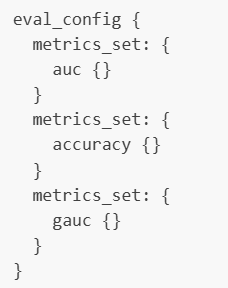 eval_config {
  metrics_set: {
    auc {}
  }
  metrics_set: {
    accuracy {}
  }
  metrics_set: {
    gauc {}
  }
}